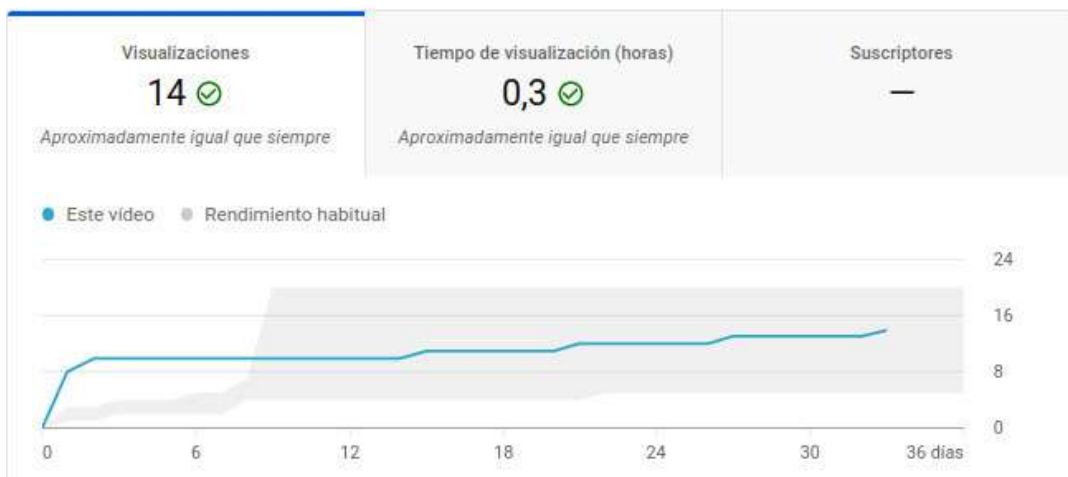 Visualizaciones
14
Aproximadamente igual que siempre
Tiempo de visualización (horas)
0,3
Aproximadamente igual que siempre
Suscriptores
—
Este vídeo
Rendimiento habitual
24
16
8
0
0 6 12 18 24 30 36 días